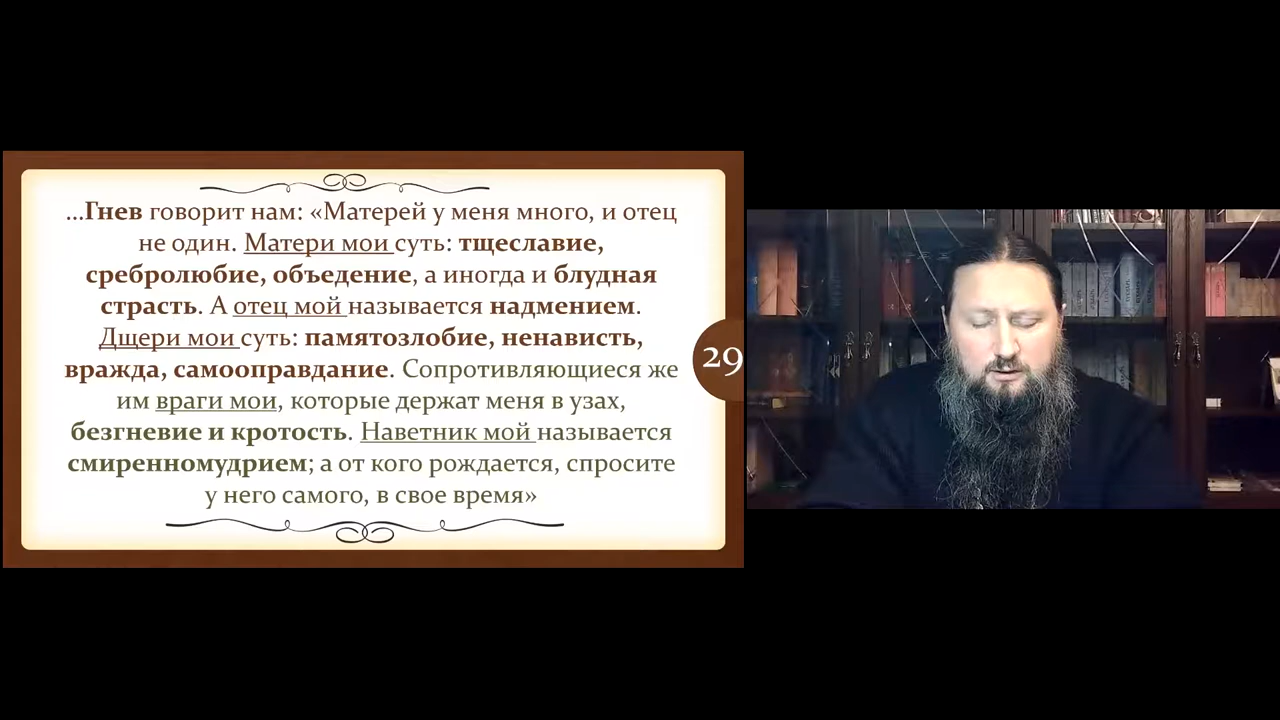 ...Гнев говорит нам: «Матерей у меня много, и отец
не один. Матери мои суть: тщеславие,
сребролюбие, объедение, а иногда и блудная
страсть. А отец мой называется надмением.
Дщери мои суть: памятозлобие, ненависть,
вражда, самооправдание. Сопротивляющиеся же
им враги мои, которые держат меня в узах,
безгневие и кротость. Наветник мой называется
смиренномудрием; а от кого рождается, спросите
у него самого, в свое время»
29